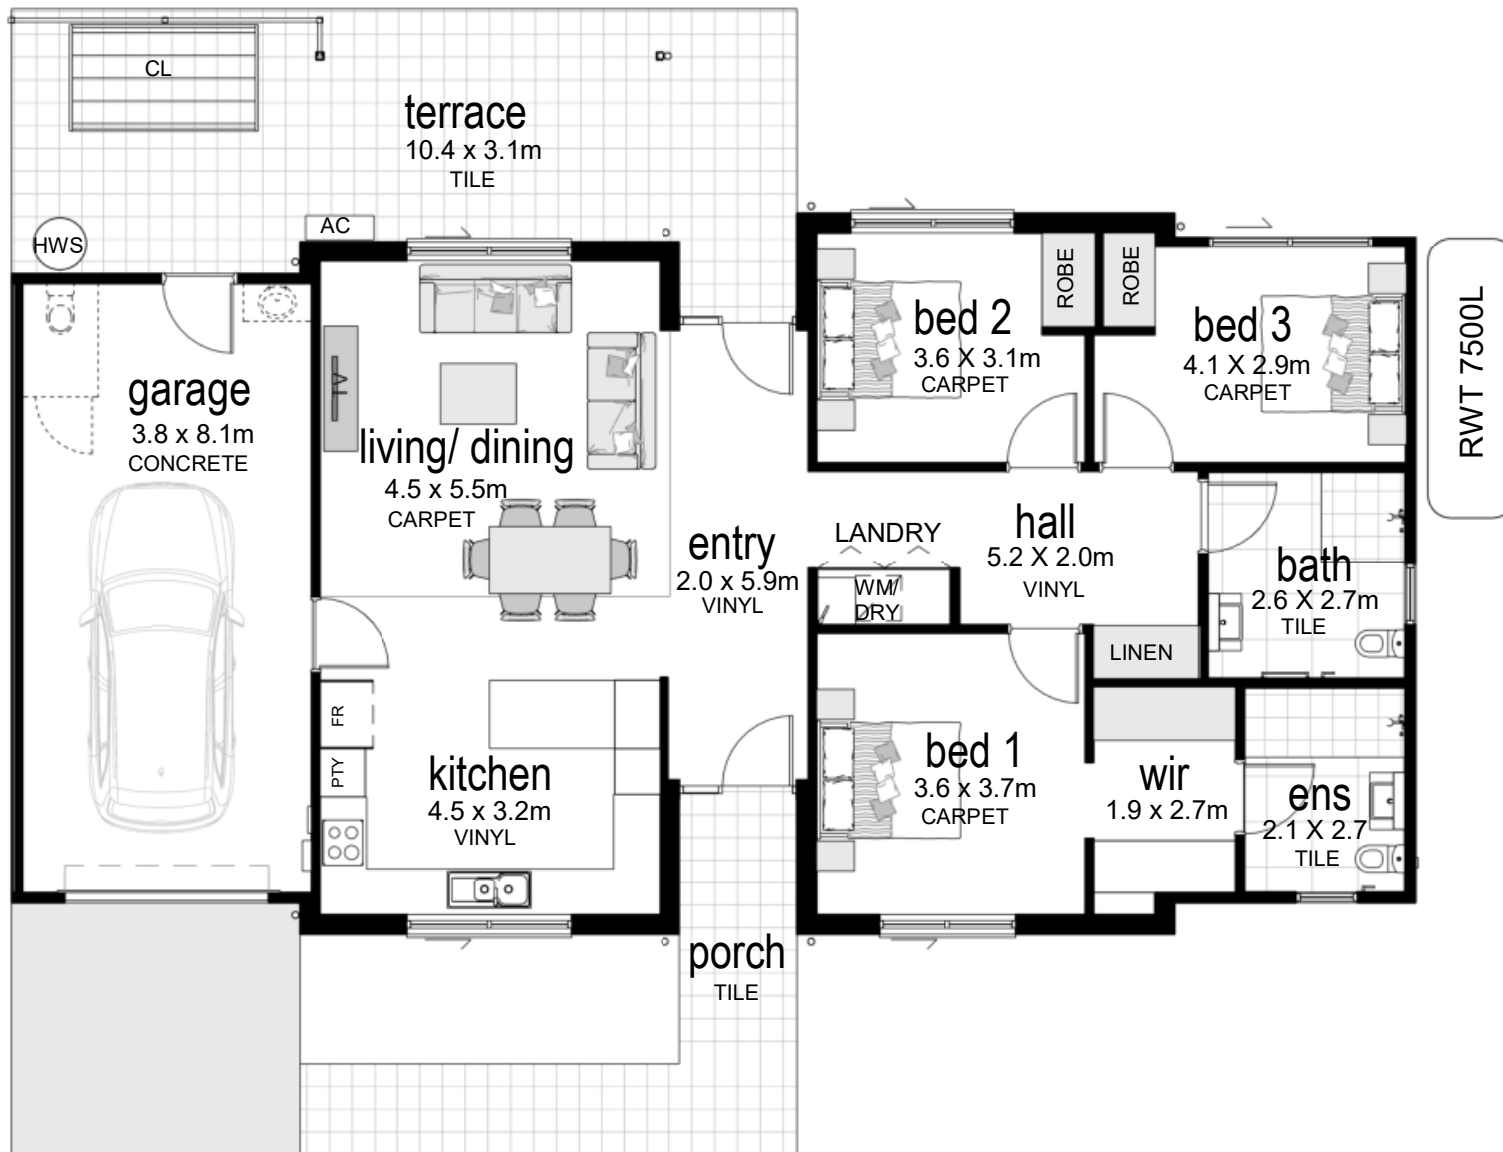 CL
terrace
10.4 x 3.1m
TILE
HWS
AC
garage
3.8 x 8.1m
CONCRETE
TV
living/ dining
4.5 x 5.5m
CARPET
entry
2.0 x 5.9m
VINYL
bed 2
3.6 X 3.1m
CARPET
ROBE
ROBE
bed 3
4.1 X 2.9m
CARPET
RWT 7500L
LANDRY
WM/
DRY
hall
5.2 X 2.0m
VINYL
LINEN
bath
2.6 X 2.7m
TILE
FR
PTY
kitchen
4.5 x 3.2m
VINYL
bed 1
3.6 x 3.7m
CARPET
wir
1.9 x 2.7m
ens
2.1 X 2.7
TILE
porch
TILE